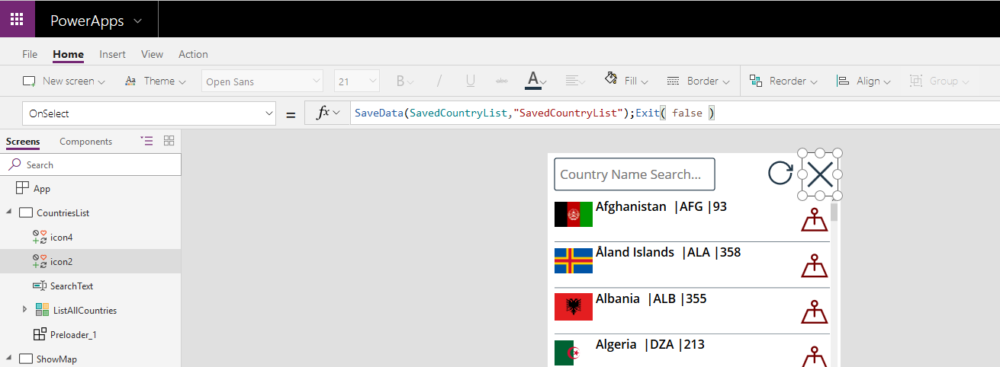 PowerApps
File Home Insert View Action
New screen Theme Open Sans 21 B / U abc A Fill Border Reorder Align Group
OnSelect = fx SaveData(SavedCountryList,"SavedCountryList");Exit( false )
Screens Components
Search
App
CountriesList
icon4
icon2
SearchText
ListAllCountries
Preloader_1
ShowMap
Country Name Search...
Afghanistan |AFG |93
Åland Islands |ALA |358
Albania |ALB |355
Algeria |DZA |213